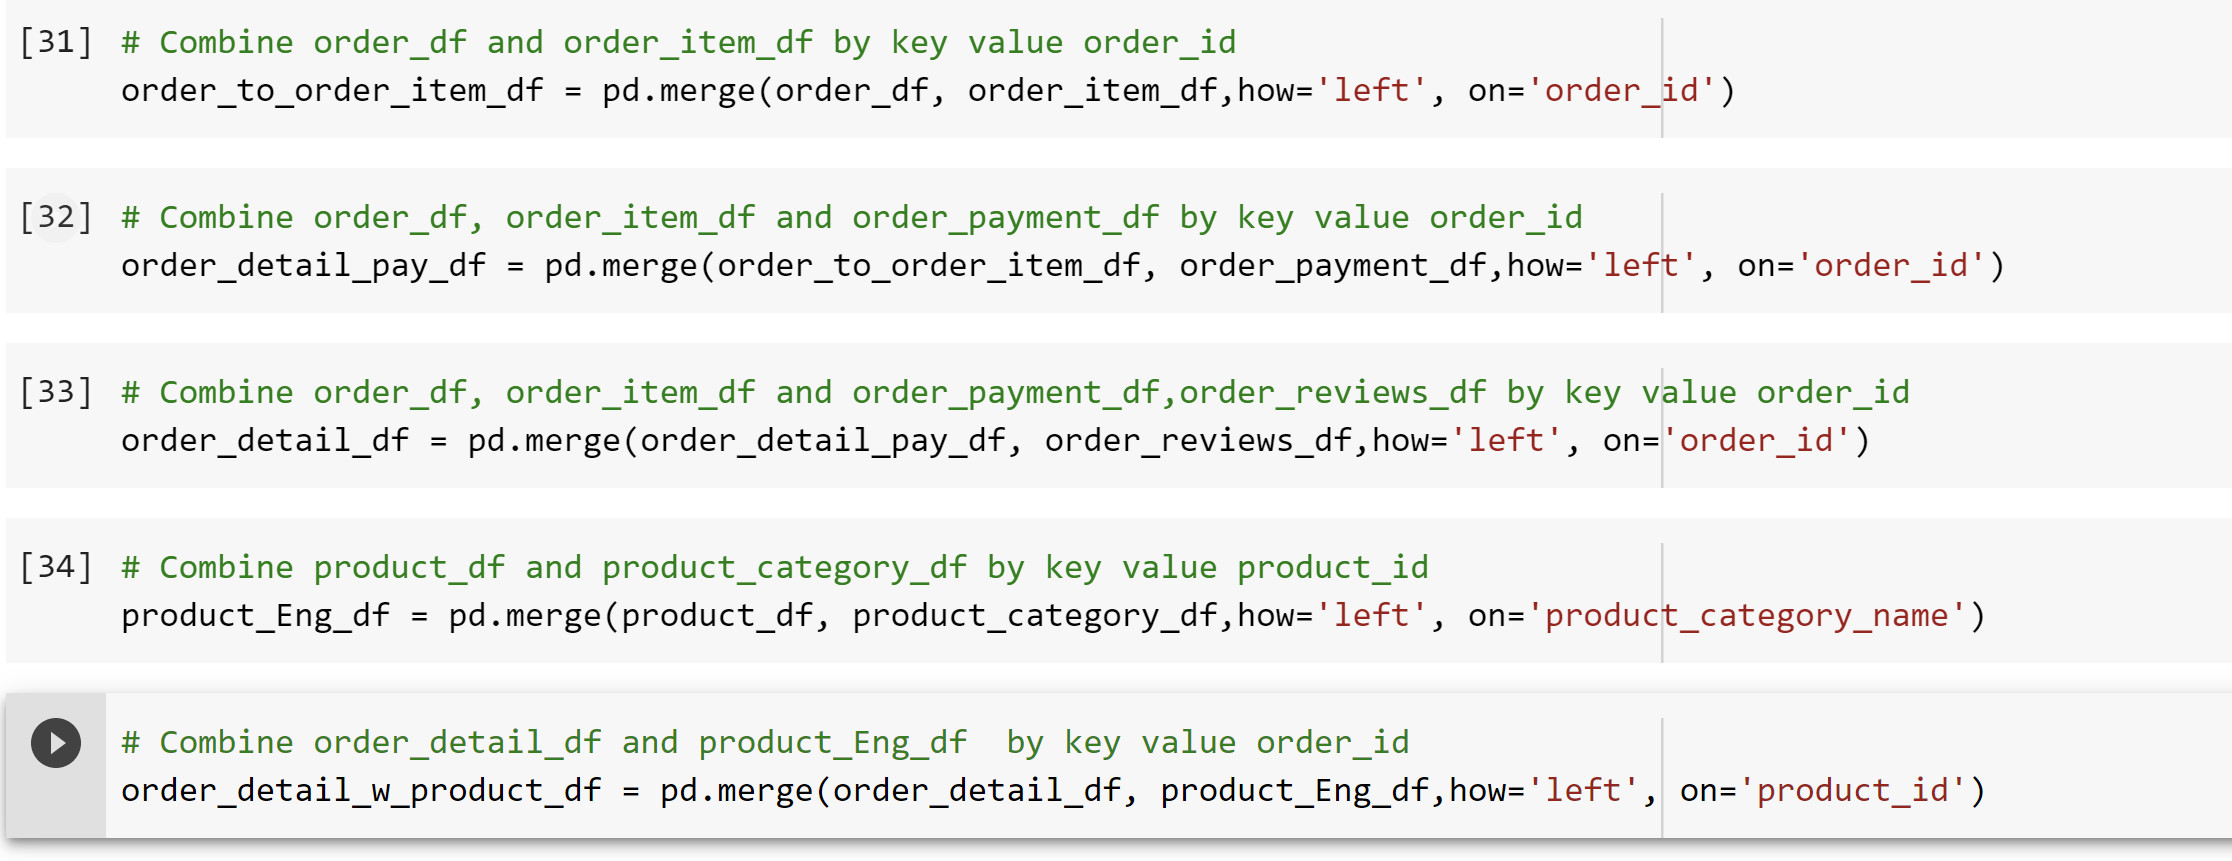 [31] # Combine order_df and order_item_df by key value order_id
order_to_order_item_df = pd.merge(order_df, order_item_df,how='left', on='order_id')
[32] # Combine order_df, order_item_df and order_payment_df by key value order_id
order_detail_pay_df = pd.merge(order_to_order_item_df, order_payment_df,how='left', on='order_id')
[33] # Combine order_df, order_item_df and order_payment_df,order_reviews_df by key value order_id
order_detail_df = pd.merge(order_detail_pay_df, order_reviews_df,how='left', on='order_id')
[34] # Combine product_df and product_category_df by key value product_id
product_Eng_df = pd.merge(product_df, product_category_df,how='left', on='product_category_name')
# Combine order_detail_df and product_Eng_df  by key value order_id
order_detail_w_product_df = pd.merge(order_detail_df, product_Eng_df,how='left', on='product_id')